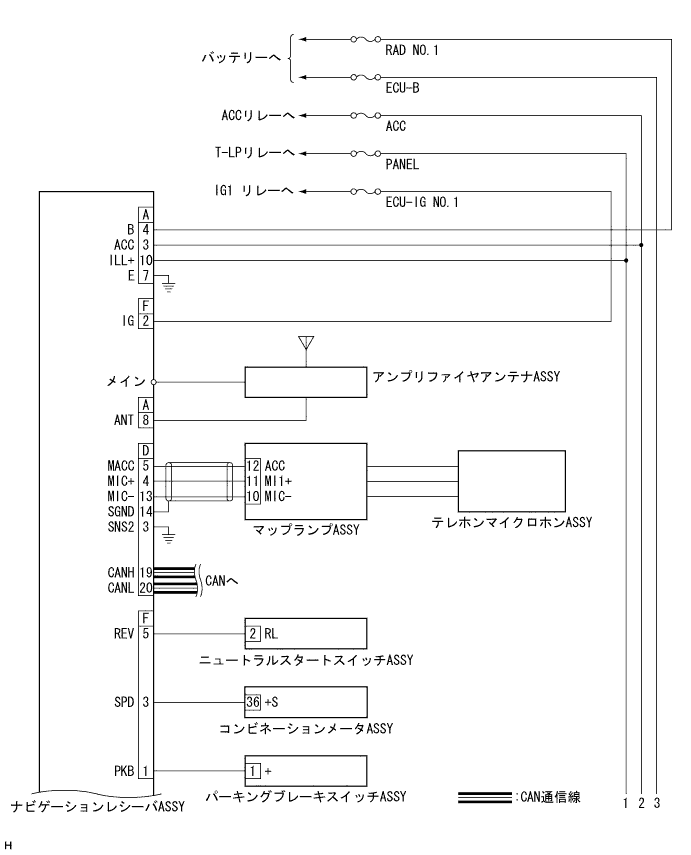 バッテリーへ
RAD NO.1
ECU-B
ACCリレーへ
ACC
T-LPリレーへ
PANEL
IG1 リレーへ
ECU-IG NO.1
A
B 4
ACC 3
ILL+ 10
E 7
F
IG 2
メイン
アンプリファイヤアンテナASSY
A
ANT 8
D
MACC 5 12 ACC
MIC+ 4 11 MI1+
MIC- 13 10 MIC-
SGND 14
SNS2 3
マップランプASSY
テレホンマイクロホンASSY
CANH 19
CANL 20
CANへ
F
REV 5 2 RL
ニュートラルスタートスイッチASSY
SPD 3 36 +S
コンビネーションメータASSY
PKB 1 1 +
パーキングブレーキスイッチASSY
ナビゲーションレシーバASSY
:CAN通信線
1 2 3
H